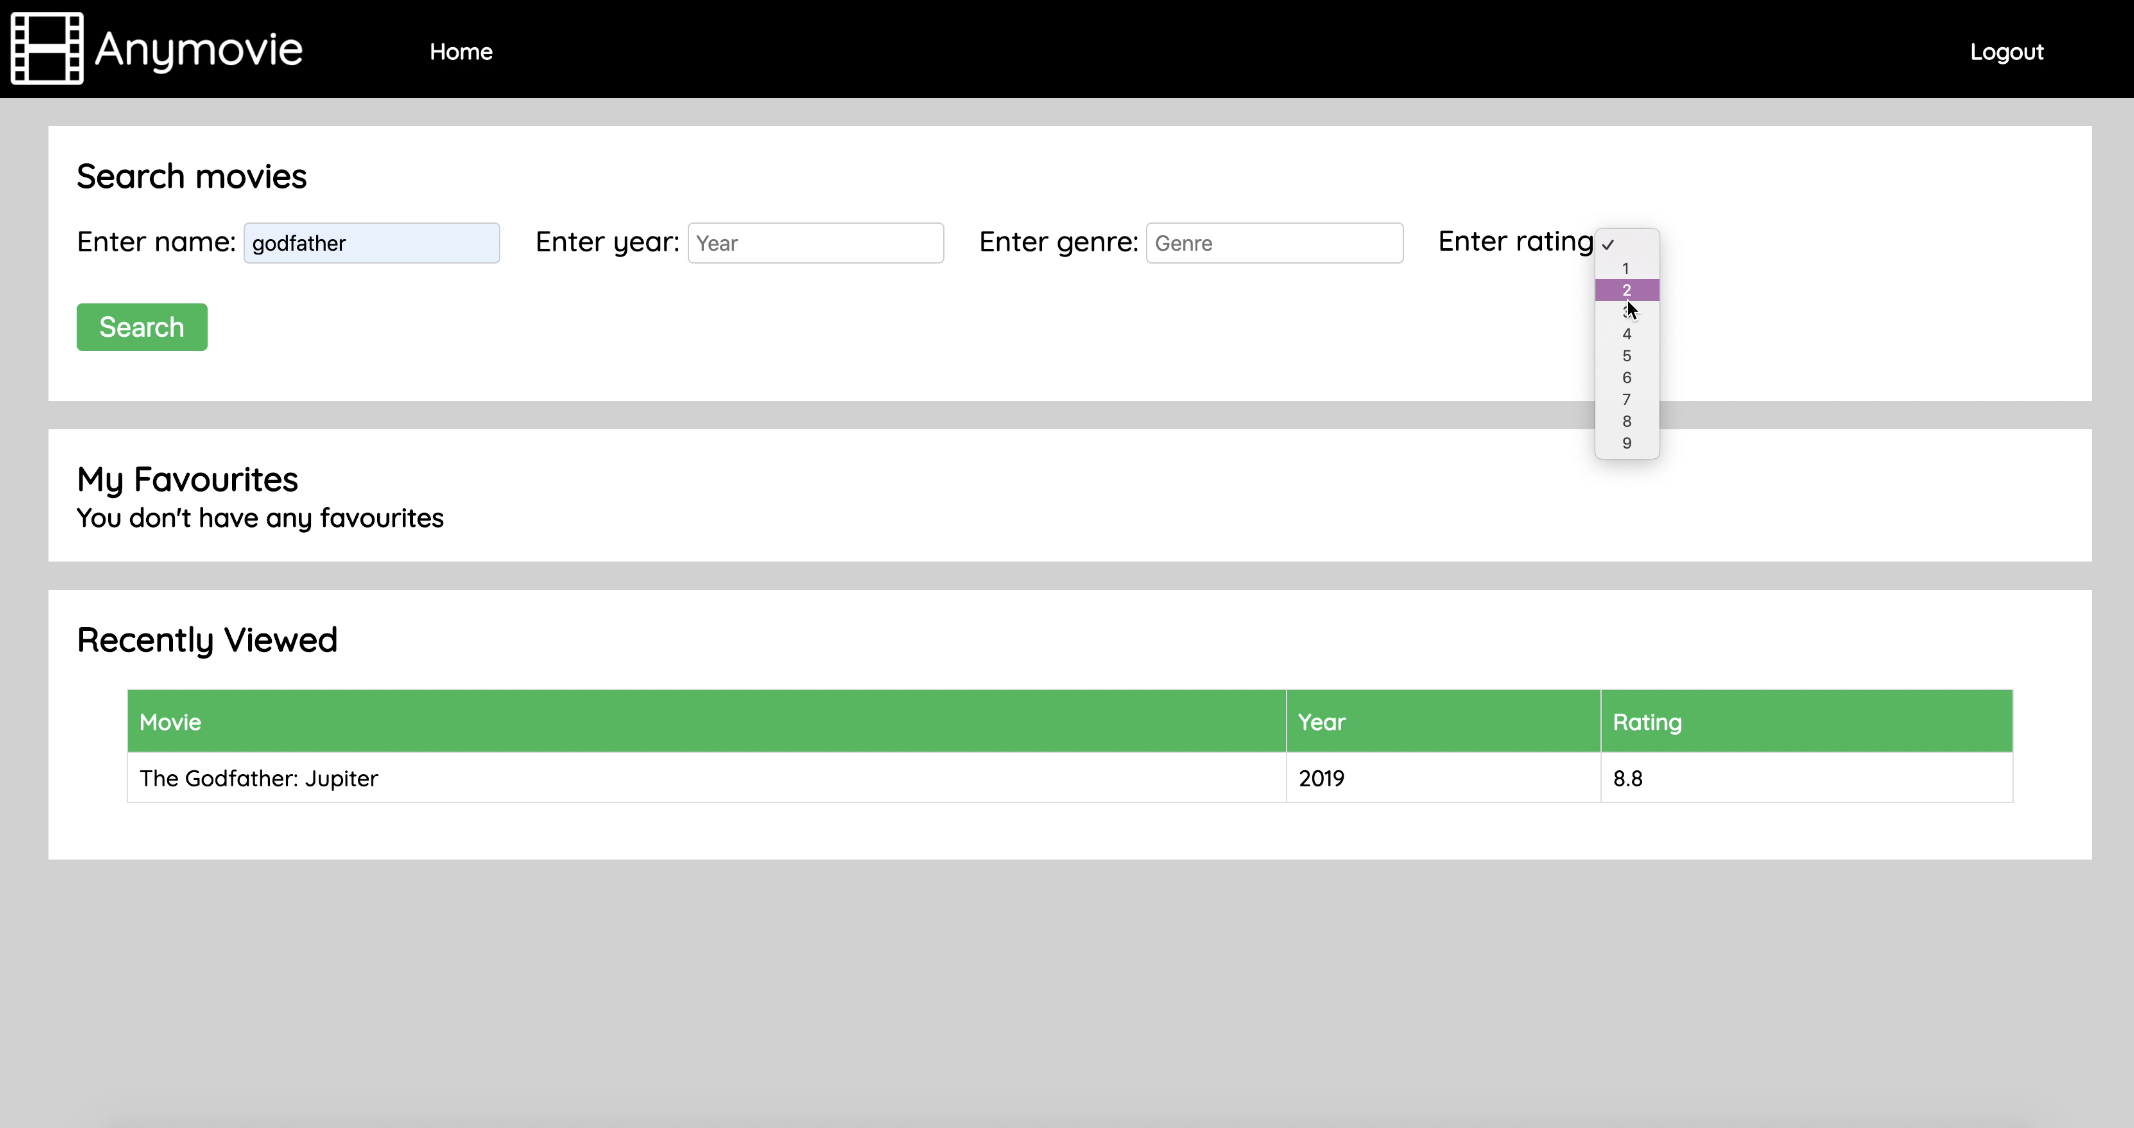 Anymovie
Home
Logout
Search movies
Enter name: godfather
Enter year: Year
Enter genre: Genre
Enter rating
✓
1
2
3
4
5
6
7
8
9
Search
My Favourites
You don't have any favourites
Recently Viewed
Movie Year Rating
The Godfather: Jupiter 2019 8.8